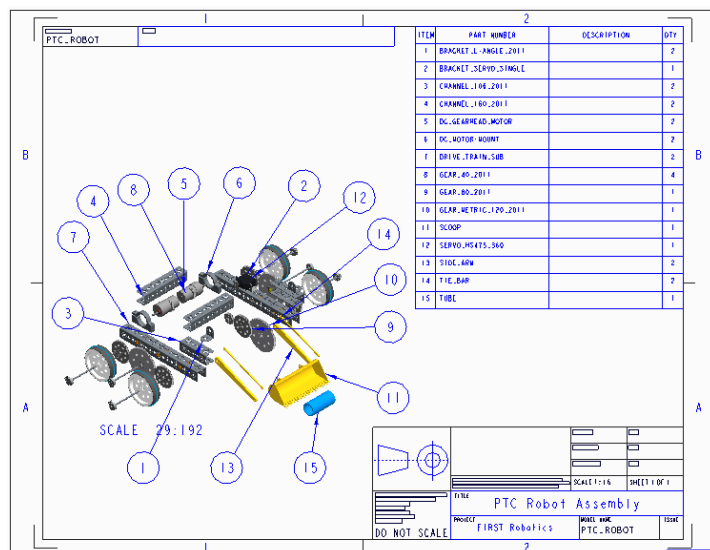 1
2
PTC_ROBOT
ITEM PART NUMBER DESCRIPTION QTY
1 BRACKET_L-ANGLE_2011 2
2 BRACKET_SERVO_SINGLE 1
3 CHANNEL_106_2011 2
4 CHANNEL_160_2011 2
5 DC_GEARHEAD_MOTOR 2
6 DC_MOTOR_MOUNT 2
7 DRIVE_TRAIN_SUB 2
8 GEAR_40_2011 4
9 GEAR_80_2011 1
10 GEAR_METRIC_120_2011 1
11 SCOOP 1
12 SERVO_HS475_360 1
13 SIDE_ARM 2
14 TIE_BAR 2
15 TUBE 1
B
B
8
5
6
2
12
4
14
7
10
3
9
11
A
A
SCALE 29:192
1
13
15
SCALE 1:16 SHEET 1 OF 1
TITLE
PTC Robot Assembly
PROJECT
FIRST Robotics
MODEL NAME
PTC_ROBOT
ISSUE
DO NOT SCALE
1
2